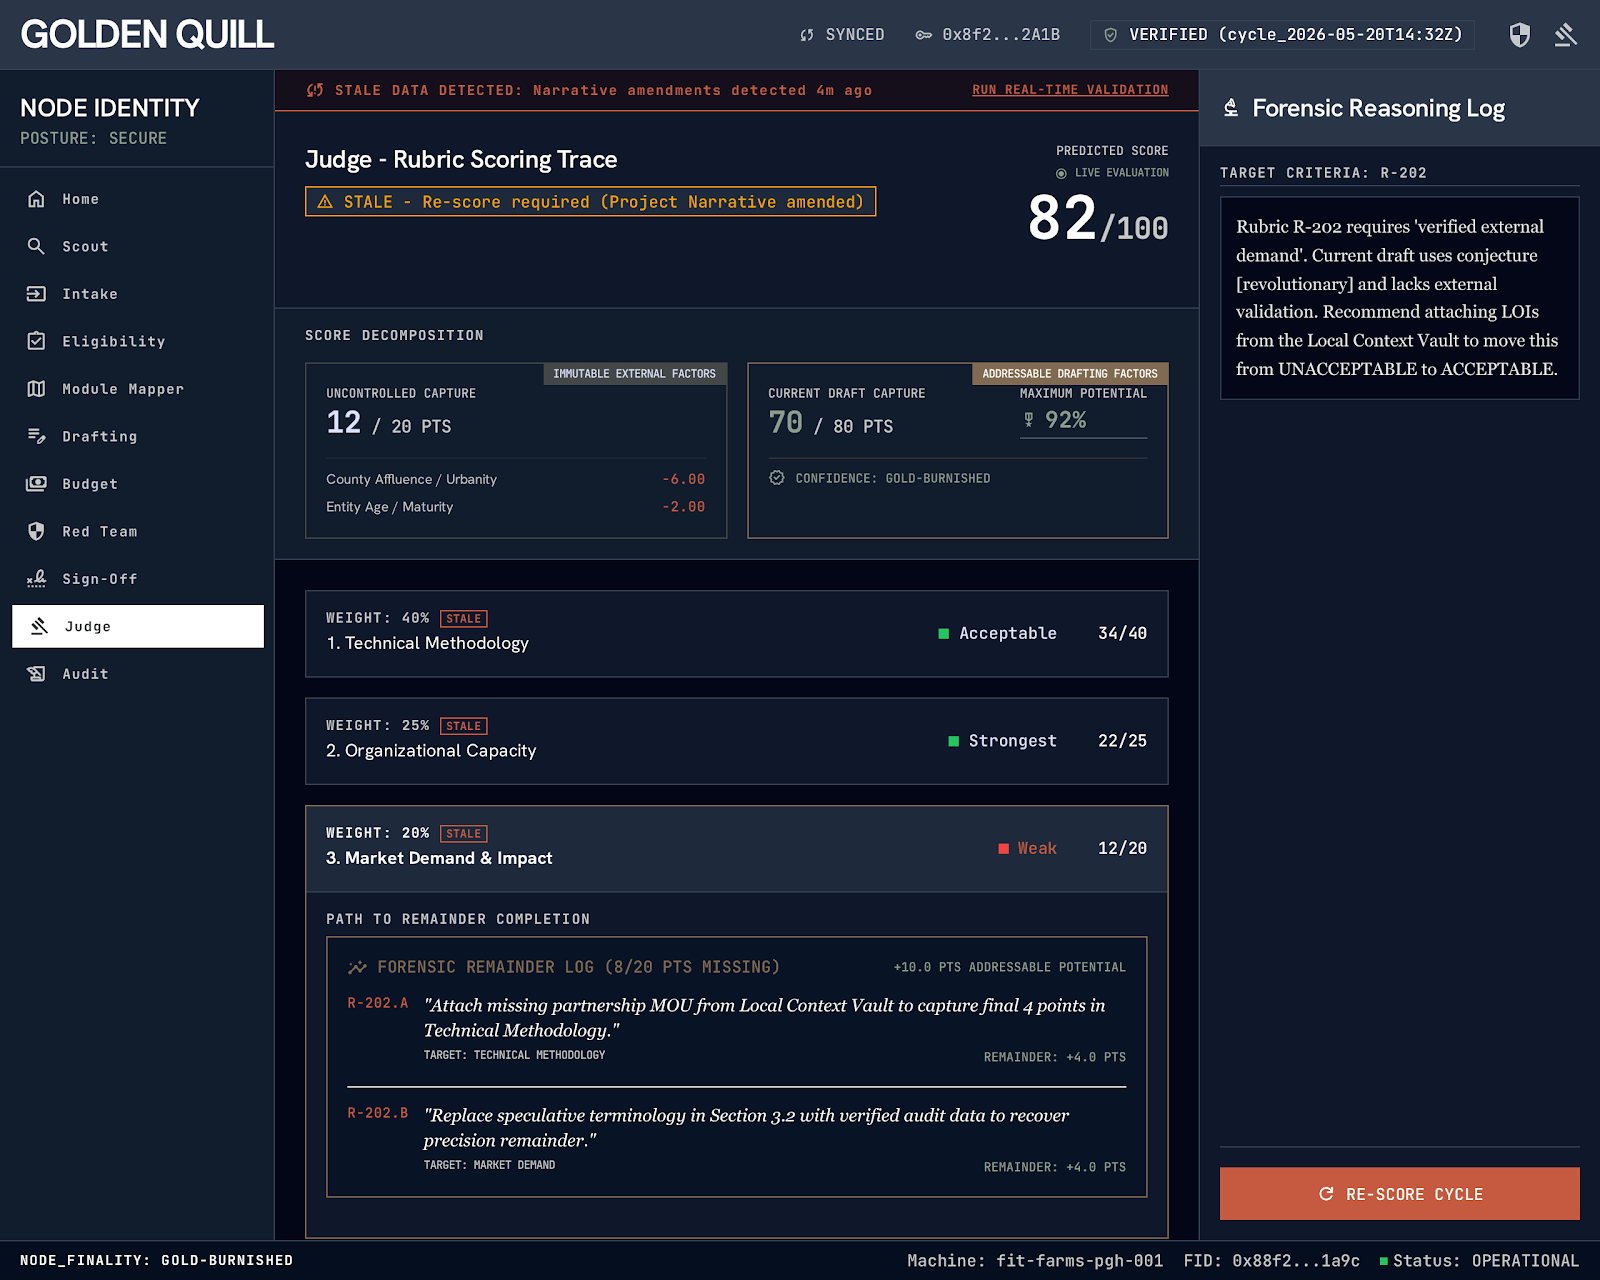 GOLDEN QUILL
SYNCED
0x8f2...2A1B
VERIFIED (cycle_2026-05-20T14:32Z)
NODE IDENTITY
POSTURE: SECURE
Home
Scout
Intake
Eligibility
Module Mapper
Drafting
Budget
Red Team
Sign-Off
Judge
Audit
STALE DATA DETECTED: Narrative amendments detected 4m ago
RUN REAL-TIME VALIDATION
Judge - Rubric Scoring Trace
STALE - Re-score required (Project Narrative amended)
PREDICTED SCORE
LIVE EVALUATION
82/100
SCORE DECOMPOSITION
IMMUTABLE EXTERNAL FACTORS
UNCONTROLLED CAPTURE
12 / 20 PTS
County Affluence / Urbanity -6.00
Entity Age / Maturity -2.00
ADDRESSABLE DRAFTING FACTORS
CURRENT DRAFT CAPTURE
70 / 80 PTS
MAXIMUM POTENTIAL
92%
CONFIDENCE: GOLD-BURNISHED
WEIGHT: 40% STALE
1. Technical Methodology
Acceptable 34/40
WEIGHT: 25% STALE
2. Organizational Capacity
Strongest 22/25
WEIGHT: 20% STALE
3. Market Demand & Impact
Weak 12/20
PATH TO REMAINDER COMPLETION
FORENSIC REMAINDER LOG (8/20 PTS MISSING)
+10.0 PTS ADDRESSABLE POTENTIAL
R-202.A "Attach missing partnership MOU from Local Context Vault to capture final 4 points in
Technical Methodology."
TARGET: TECHNICAL METHODOLOGY
REMAINDER: +4.0 PTS
R-202.B "Replace speculative terminology in Section 3.2 with verified audit data to recover
precision remainder."
TARGET: MARKET DEMAND
REMAINDER: +4.0 PTS
Forensic Reasoning Log
TARGET CRITERIA: R-202
Rubric R-202 requires 'verified external
demand'. Current draft uses conjecture
[revolutionary] and lacks external
validation. Recommend attaching LOIs
from the Local Context Vault to move this
from UNACCEPTABLE to ACCEPTABLE.
RE-SCORE CYCLE
NODE_FINALITY: GOLD-BURNISHED
Machine: fit-farms-pgh-001
FID: 0x88f2...1a9c
Status: OPERATIONAL